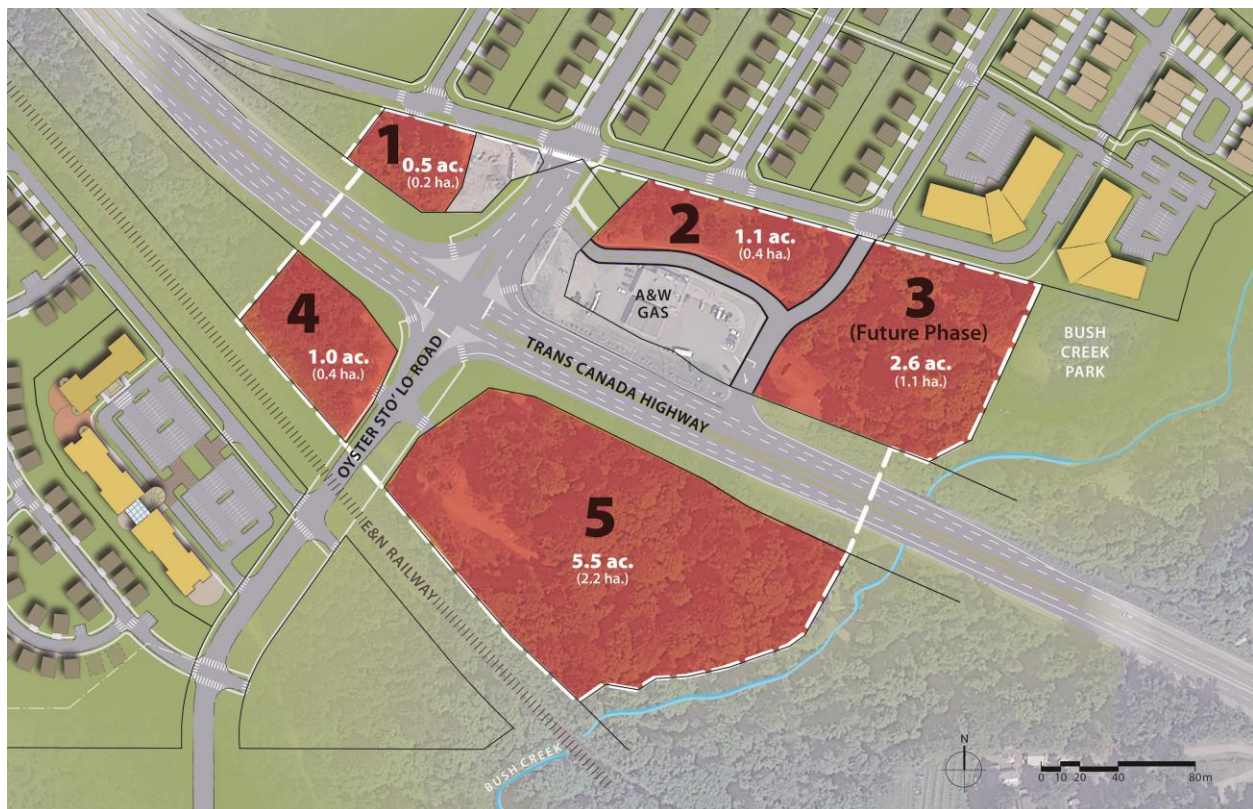 1
0.5 ac.
(0.2 ha.)
2
1.1 ac.
(0.4 ha.)
3
(Future Phase)
2.6 ac.
(1.1 ha.)
A&W
GAS
BUSH
CREEK
PARK
4
1.0 ac.
(0.4 ha.)
OYSTER STO' LO ROAD
TRANS CANADA HIGHWAY
5
5.5 ac.
(2.2 ha.)
E&N RAILWAY
BUSH CREEK
N
0 10 20 40 80m